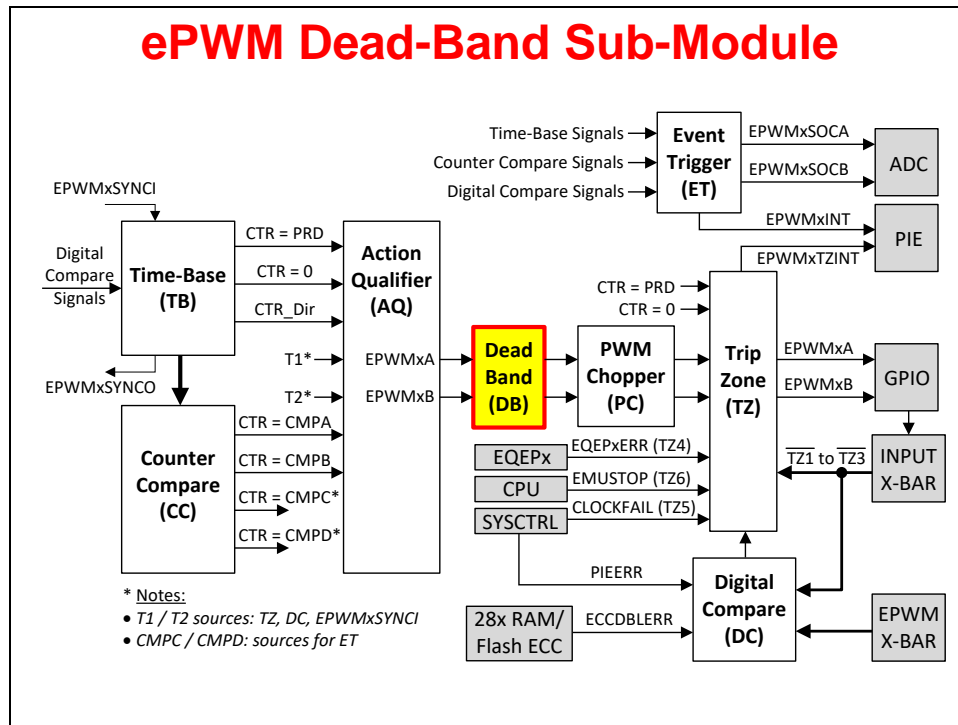 ePWM Dead-Band Sub-Module
Time-Base Signals
Counter Compare Signals
Digital Compare Signals
Event
Trigger
(ET)
EPWMxSOCA
EPWMxSOCB
ADC
EPWMxINT
EPWMxTZINT
PIE
EPWMxSYNCI
Digital
Compare
Signals
Time-Base
(TB)
EPWMxSYNCO
CTR = PRD
CTR = 0
CTR_Dir
T1*
T2*
Action
Qualifier
(AQ)
EPWMxA
EPWMxB
Counter
Compare
(CC)
CTR = CMPA
CTR = CMPB
CTR = CMPC*
CTR = CMPD*
Dead
Band
(DB)
PWM
Chopper
(PC)
CTR = PRD
CTR = 0
Trip
Zone
(TZ)
EPWMxA
EPWMxB
GPIO
EQEPx
EQEPxERR (TZ4)
CPU
EMUSTOP (TZ6)
SYSCTRL
CLOCKFAIL (TZ5)
TZ1 to TZ3
INPUT
X-BAR
PIEERR
28x RAM/
Flash ECC
ECCDBLERR
Digital
Compare
(DC)
EPWM
X-BAR
* Notes:
• T1 / T2 sources: TZ, DC, EPWMxSYNCI
• CMPC / CMPD: sources for ET